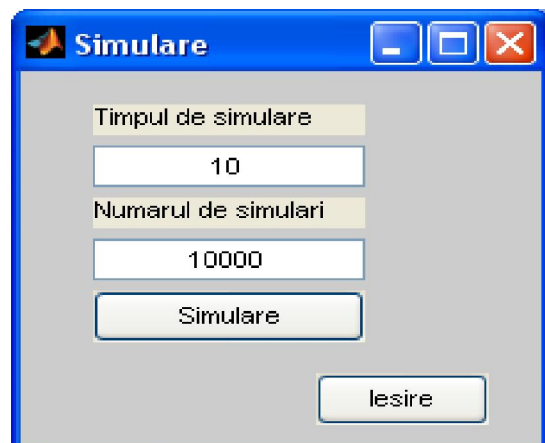 Simulare
Timpul de simulare
10
Numarul de simulari
10000
Simulare
Iesire